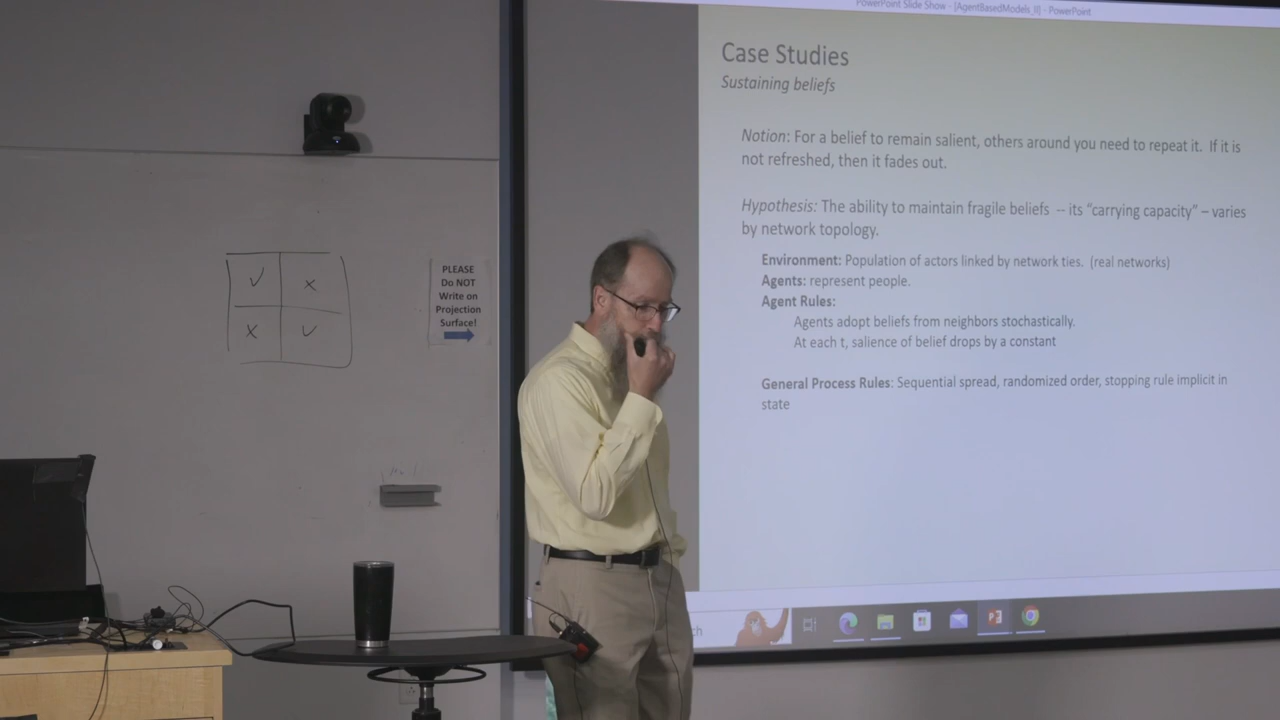 PowerPoint Slide Show - [AgentBasedModels_II] - PowerPoint
Case Studies
Sustaining beliefs
Notion: For a belief to remain salient, others around you need to repeat it. If it is
not refreshed, then it fades out.
Hypothesis: The ability to maintain fragile beliefs -- its “carrying capacity” – varies
by network topology.
Environment: Population of actors linked by network ties. (real networks)
Agents: represent people.
Agent Rules:
Agents adopt beliefs from neighbors stochastically.
At each t, salience of belief drops by a constant
General Process Rules: Sequential spread, randomized order, stopping rule implicit in
state
PLEASE
Do NOT
Write on
Projection
Surface!
✓ x
x ✓